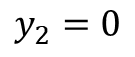 y₂ = 0